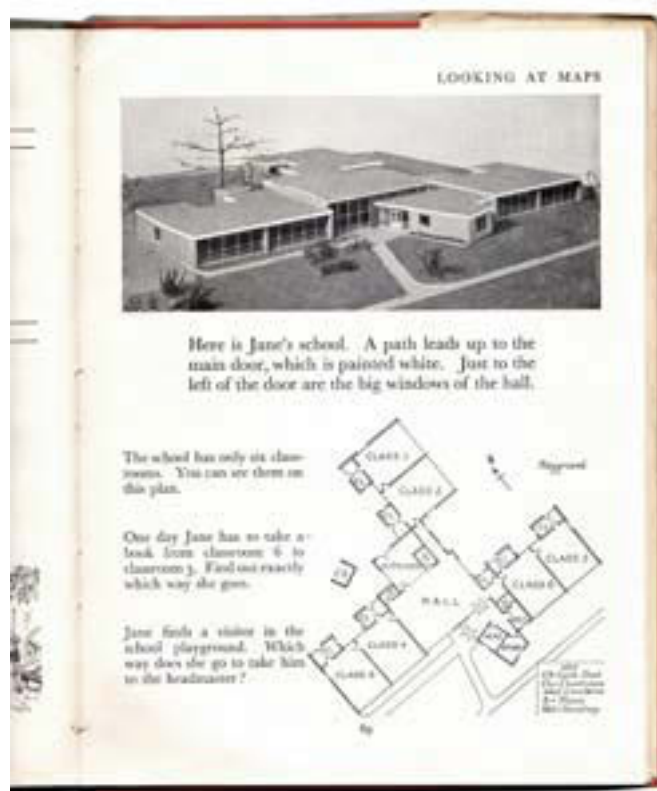 LOOKING AT MAPS
Here is Jane's school. A path leads up to the
main door, which is painted white. Just to the
left of the door are the big windows of the hall.
The school has only six class-
rooms. You can see them on
this plan.
One day Jane has to take a
book from classroom 6 to
classroom 3. Find out exactly
which way she goes.
Jane finds a visitor in the
school playground. Which
way does she go to take him
to the headmaster?
CLASS 1
CLASS 2
Playground
HALL
CLASS 6
CLASS 4
69